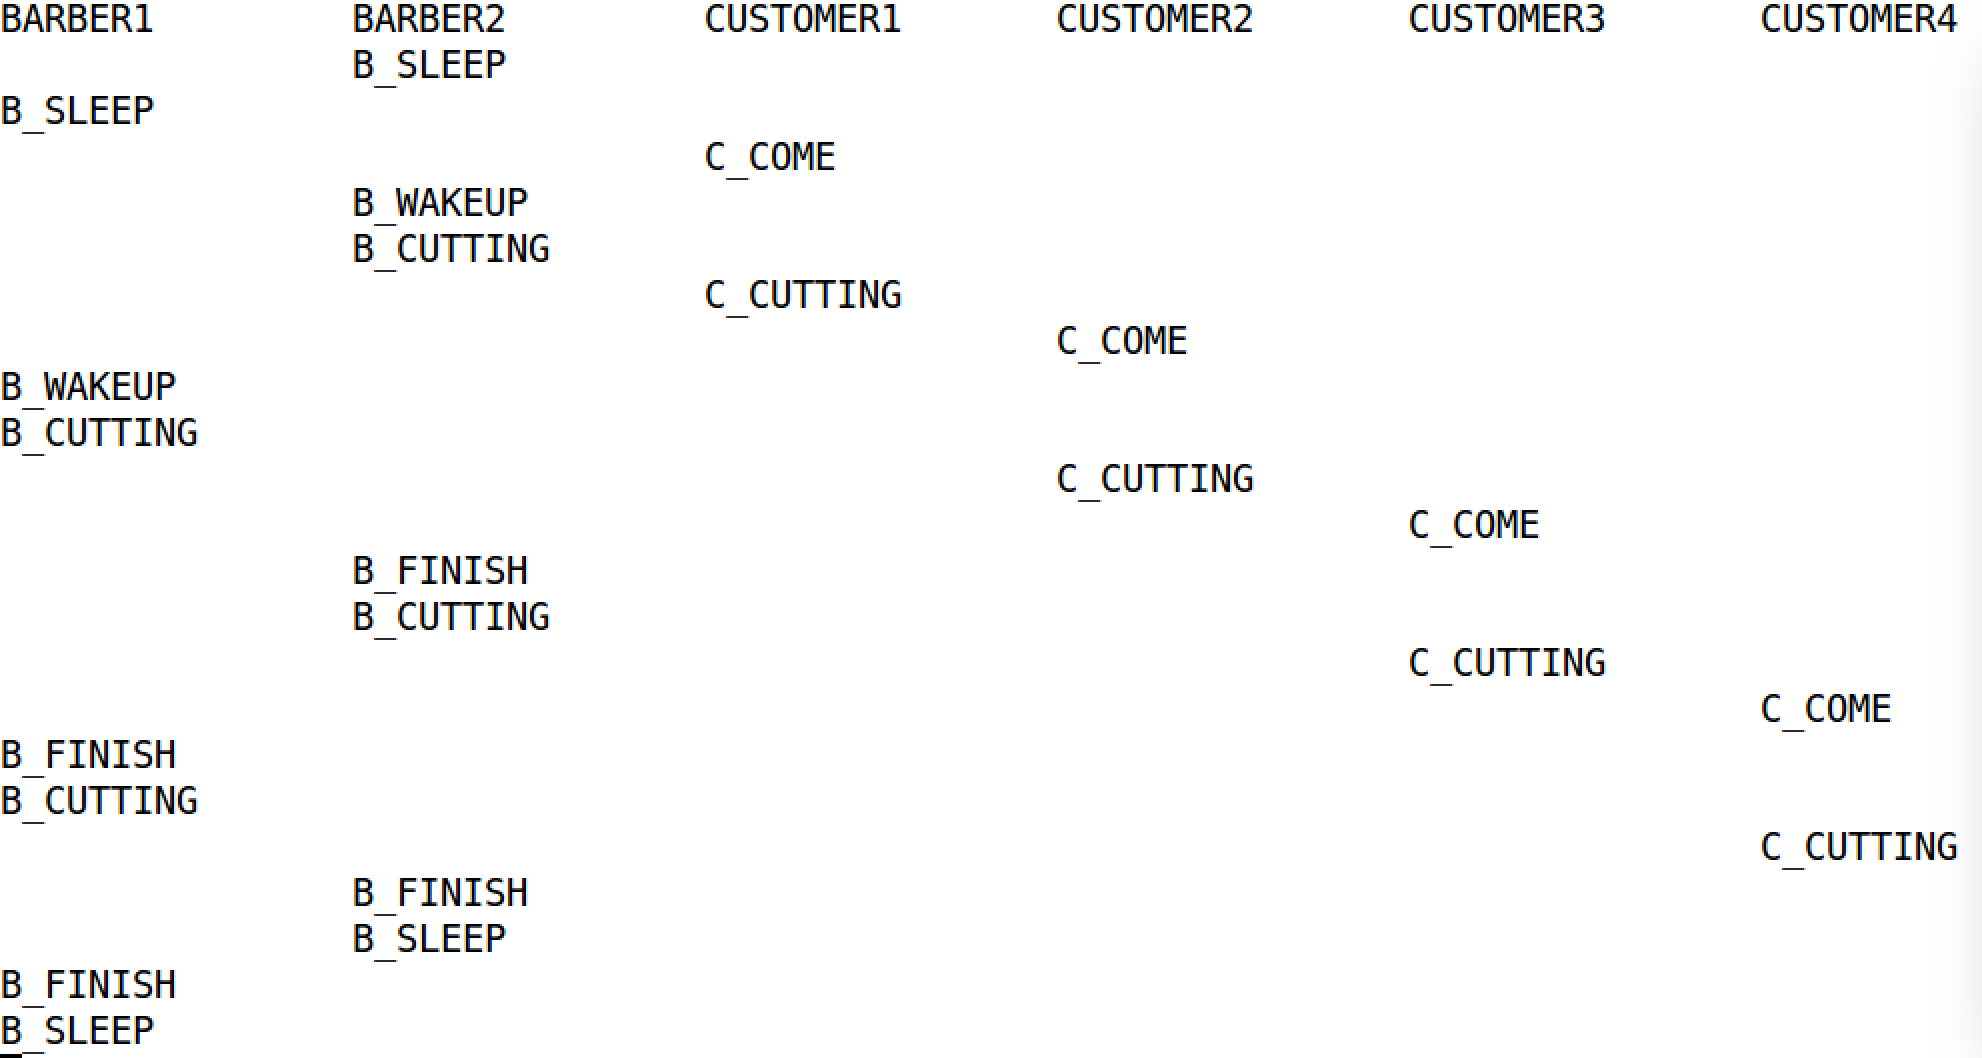 BARBER1 BARBER2 CUSTOMER1 CUSTOMER2 CUSTOMER3 CUSTOMER4
B_SLEEP
B_SLEEP
C_COME
B_WAKEUP
B_CUTTING
C_CUTTING
C_COME
B_WAKEUP
B_CUTTING
C_CUTTING
C_COME
B_FINISH
B_CUTTING
C_CUTTING
C_COME
B_FINISH
B_CUTTING
C_CUTTING
B_FINISH
B_SLEEP
B_FINISH
B_SLEEP